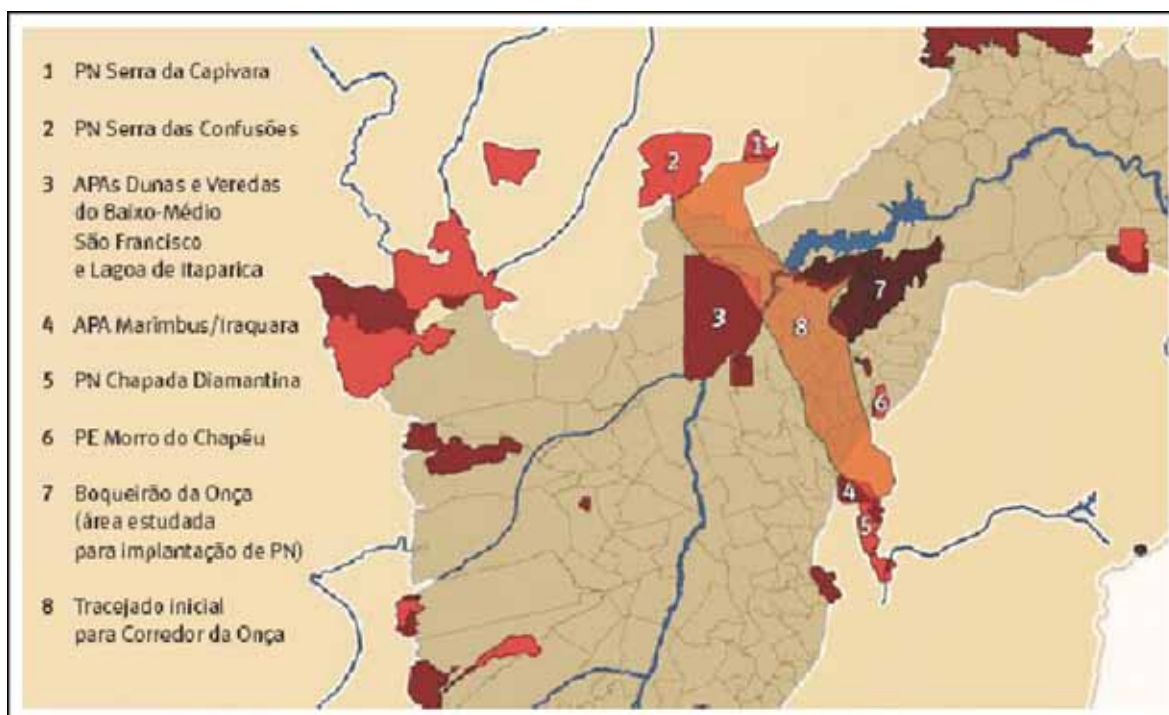 1 PN Serra da Capivara
2 PN Serra das Confusões
3 APAs Dunas e Veredas
do Baixo-Médio
São Francisco
e Lagoa de Itaparica
4 APA Marimbus/Iraquara
5 PN Chapada Diamantina
6 PE Morro do Chapéu
7 Boqueirão da Onça
(área estudada
para implantação de PN)
8 Tracejado inicial
para Corredor da Onça
1
2
3
7
8
6
4
5